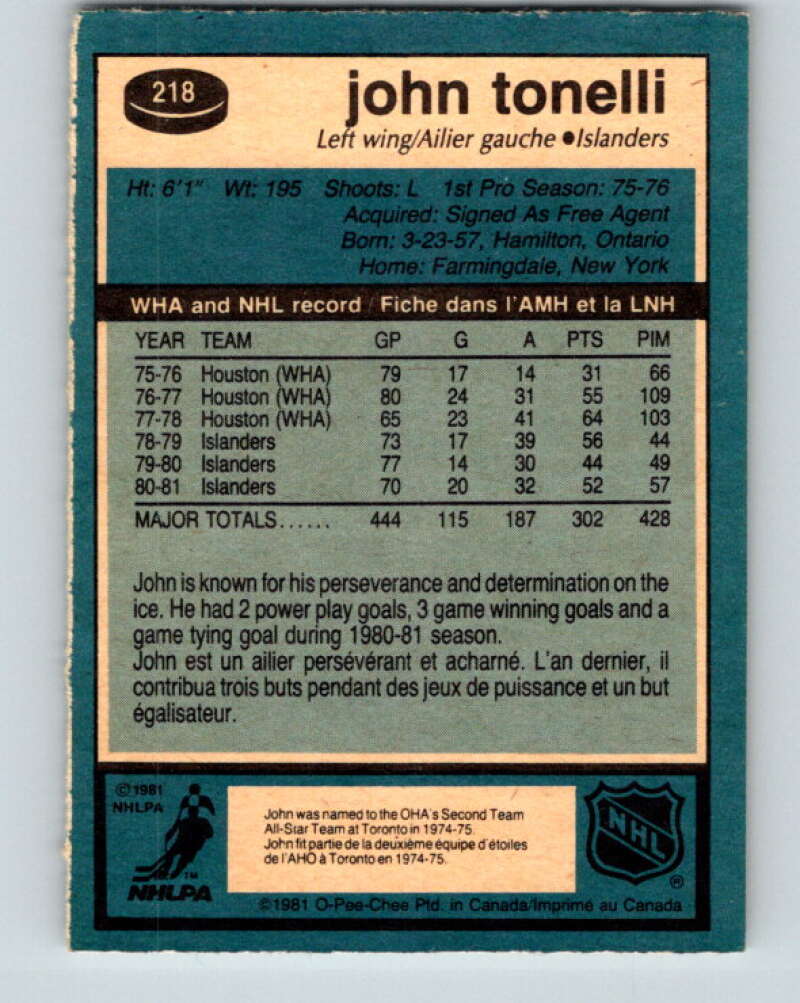 218
john tonelli
Left wing/Ailier gauche ●Islanders
Ht: 6'1" Wt: 195 Shoots: L 1st Pro Season: 75-76
Acquired: Signed As Free Agent
Born: 3-23-57, Hamilton, Ontario
Home: Farmingdale, New York
WHA and NHL record / Fiche dans l'AMH et la LNH
YEAR TEAM GP G A PTS PIM
75-76 Houston (WHA) 79 17 14 31 66
76-77 Houston (WHA) 80 24 31 55 109
77-78 Houston (WHA) 65 23 41 64 103
78-79 Islanders 73 17 39 56 44
79-80 Islanders 77 14 30 44 49
80-81 Islanders 70 20 32 52 57
MAJOR TOTALS...... 444 115 187 302 428
John is known for his perseverance and determination on the
ice. He had 2 power play goals, 3 game winning goals and a
game tying goal during 1980-81 season.
John est un ailier persévérant et acharné. L'an dernier, il
contribua trois buts pendant des jeux de puissance et un but
égalisateur.
©1981
NHLPA
TM
NHLPA
John was named to the OHA's Second Team
All-Star Team at Toronto in 1974-75.
John fit partie de la deuxième équipe d'étoiles
de l'AHO à Toronto en 1974-75.
NHL
®
©1981 O-Pee-Chee Ptd. in Canada/Imprimé au Canada